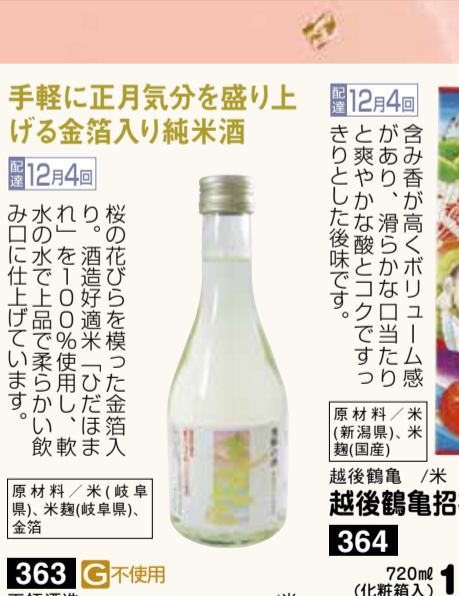 手軽に正月気分を盛り上
げる金箔入り純米酒
配達12月4回
桜の花びらを模った金箔入
り。酒造好適米「ひだほま
れ」を100%使用し、軟
水の水で上品で柔らかい飲
み口に仕上げています。
原材料／米(岐阜
県)、米麹(岐阜県)、
金箔
363 G不使用
配達12月4回
含み香が高くボリューム感
があり、滑らかな口当たり
と爽やかな酸とコクですっ
きりとした後味です。
原材料／米
(新潟県)、米
麹(国産)
越後鶴亀 /米
越後鶴亀招
364
720㎖
(化粧箱入)
1